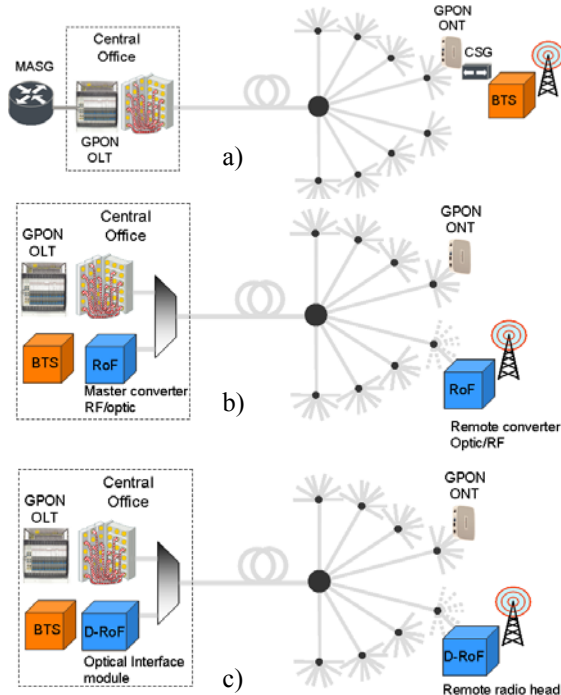 Central
Office
MASG
GPON
OLT
GPON
ONT
CSG
BTS
a)
GPON
OLT
Central
Office
BTS
RoF
Master converter
RF/optic
b)
GPON
ONT
RoF
Remote converter
Optic/RF
GPON
OLT
Central
Office
BTS
D-RoF
Optical Interface
module
c)
GPON
ONT
D-RoF
Remote radio head